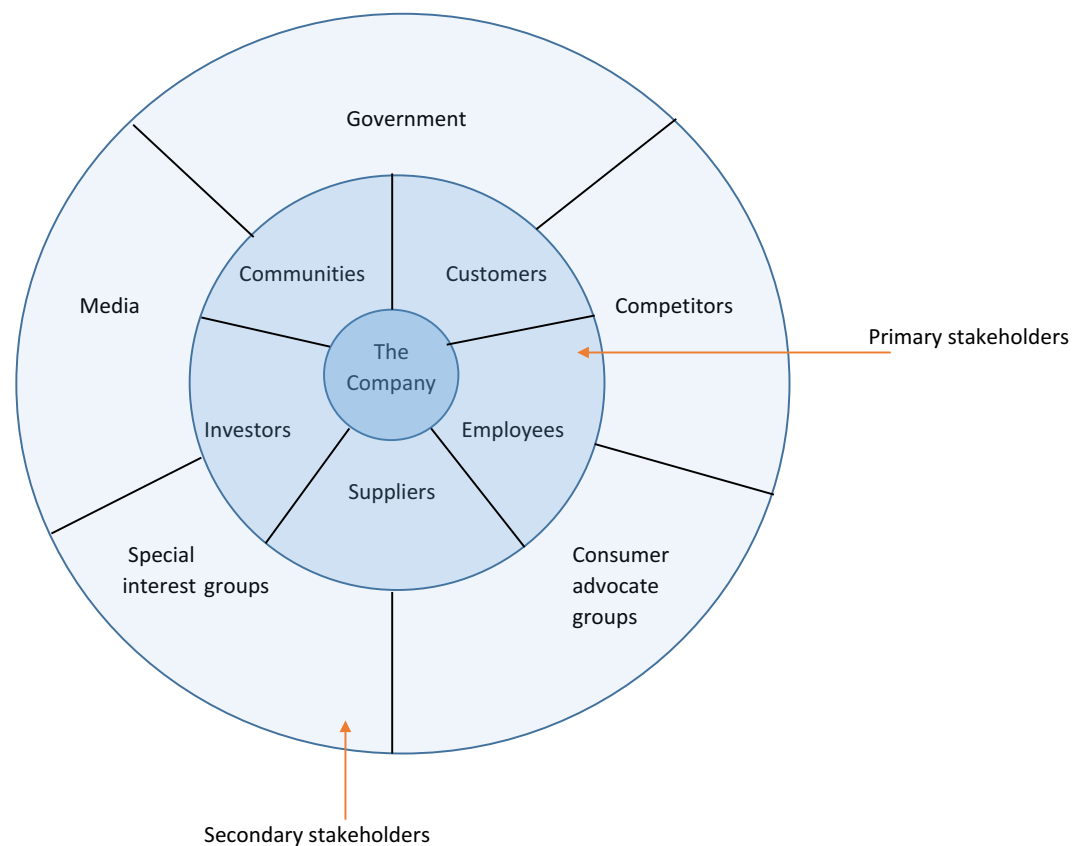 Government
Communities
Customers
Media
Competitors
Primary stakeholders
The
Company
Investors
Employees
Suppliers
Special
interest groups
Consumer
advocate
groups
Secondary stakeholders